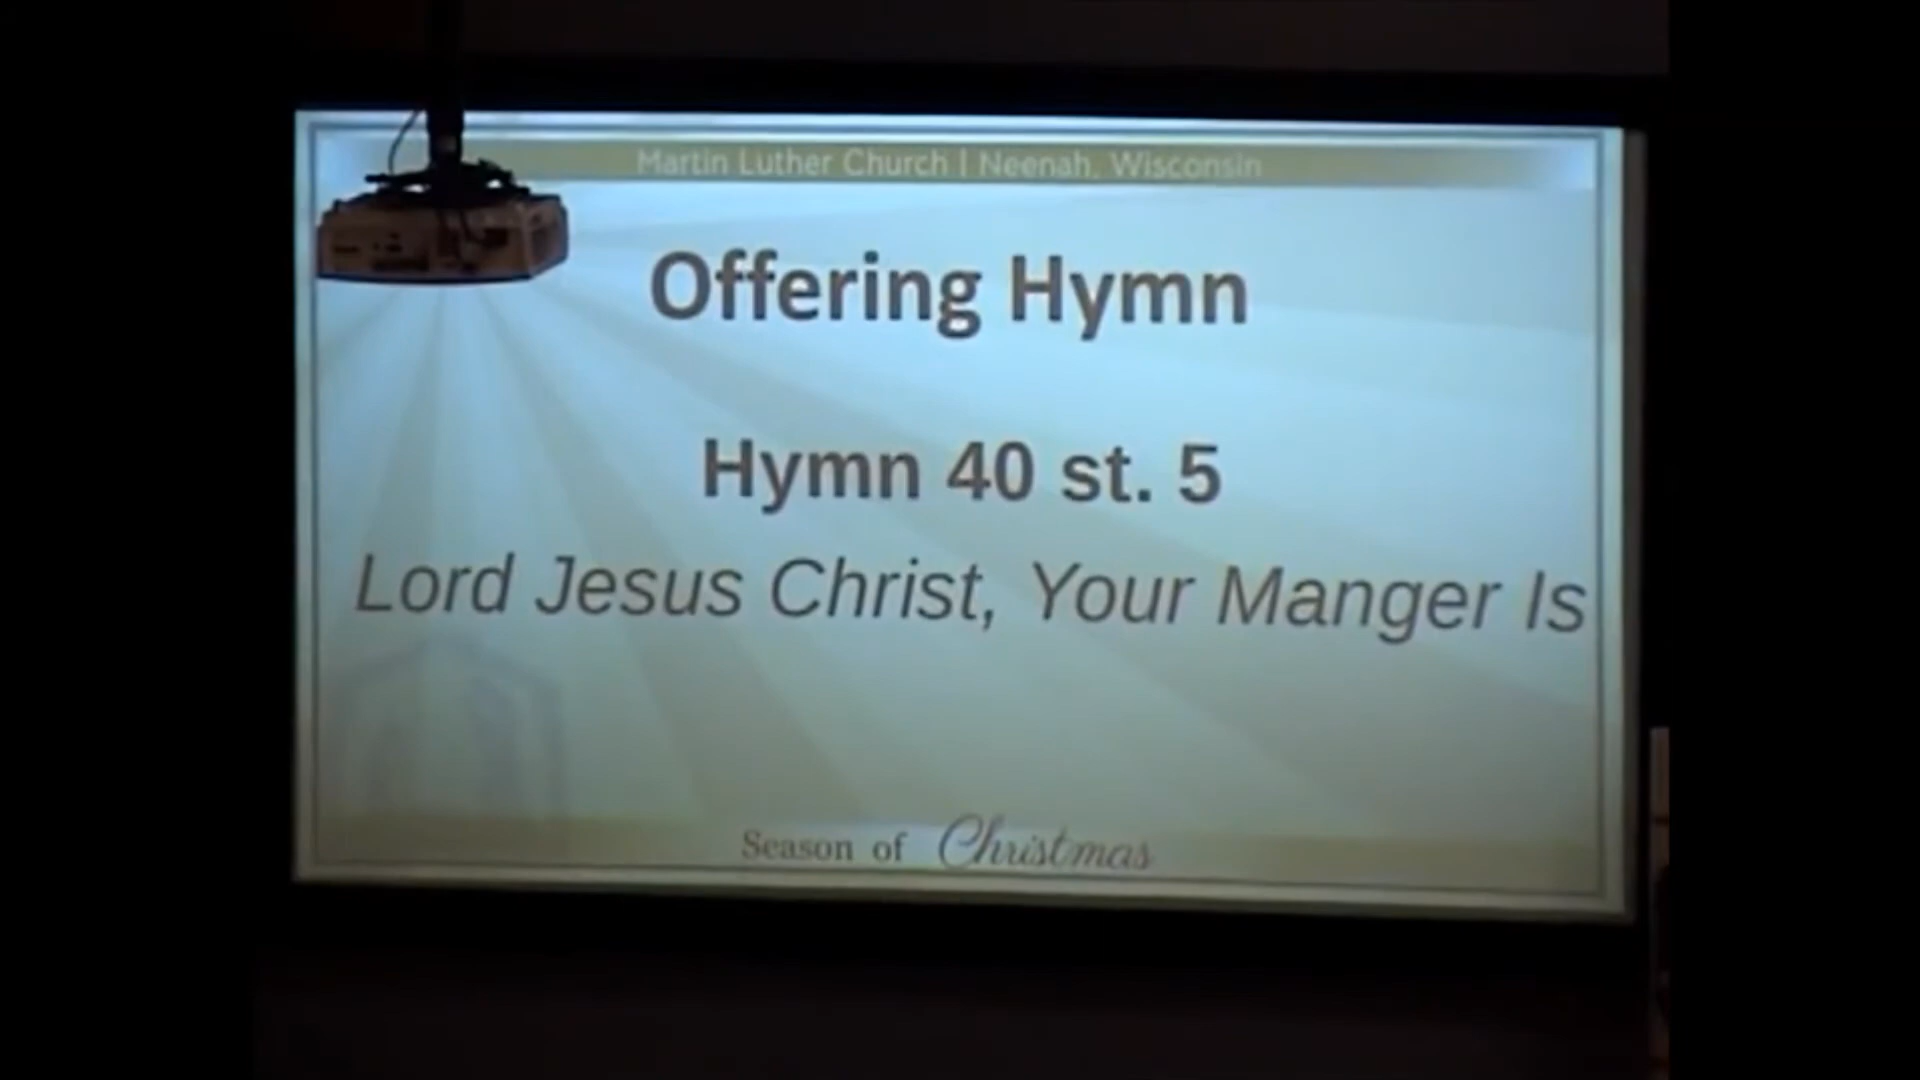 Martin Luther Church | Neenah, Wisconsin
Offering Hymn
Hymn 40 st. 5
Lord Jesus Christ, Your Manger Is
Season of Christmas